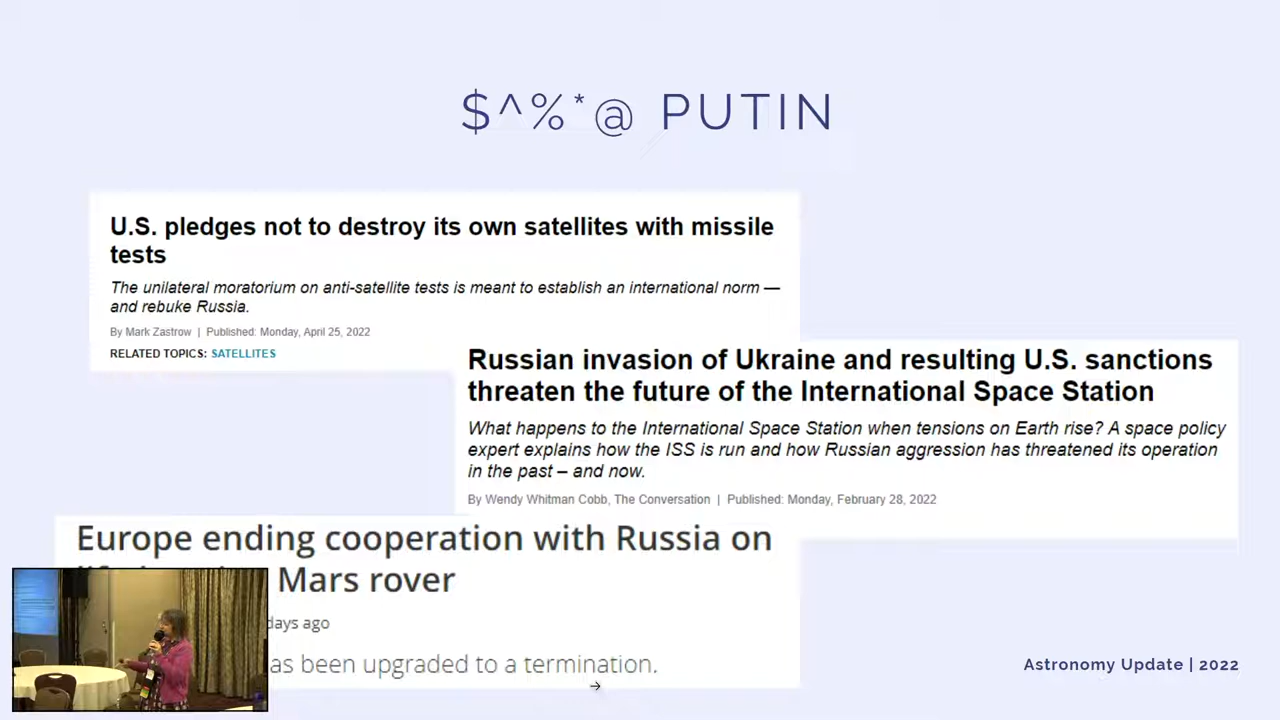 $^%*@ PUTIN
U.S. pledges not to destroy its own satellites with missile
tests
The unilateral moratorium on anti-satellite tests is meant to establish an international norm —
and rebuke Russia.
By Mark Zastrow | Published: Monday, April 25, 2022
RELATED TOPICS: SATELLITES
Russian invasion of Ukraine and resulting U.S. sanctions
threaten the future of the International Space Station
What happens to the International Space Station when tensions on Earth rise? A space policy
expert explains how the ISS is run and how Russian aggression has threatened its operation
in the past – and now.
By Wendy Whitman Cobb, The Conversation | Published: Monday, February 28, 2022
Europe ending cooperation with Russia on
Mars rover
days ago
as been upgraded to a termination.
Astronomy Update | 2022